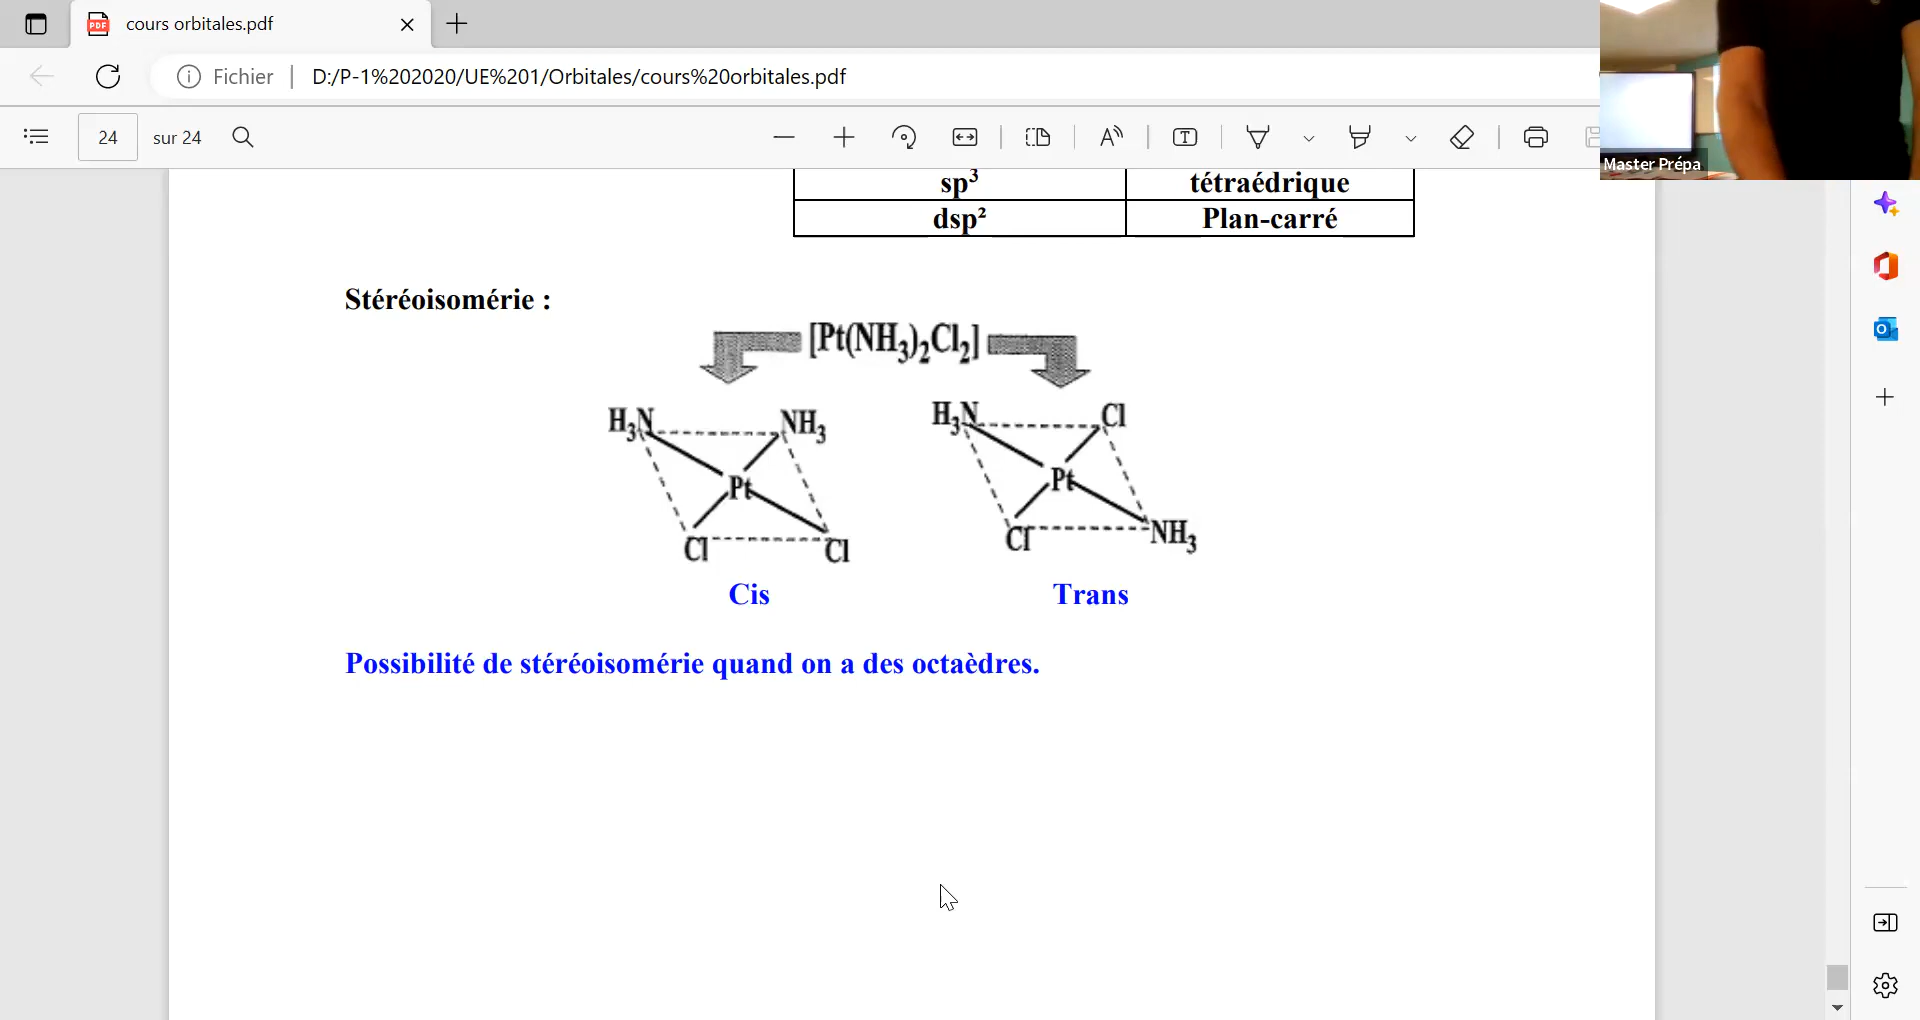 cours orbitales.pdf
Fichier | D:/P-1%202020/UE%201/Orbitales/cours%20orbitales.pdf
24 sur 24
Master Prépa
sp³ tétraédrique
dsp² Plan-carré
Stéréoisomérie :
[Pt(NH₃)₂Cl₂]
H₃N NH₃ H₃N Cl
Pt Pt
Cl Cl Cl NH₃
Cis Trans
Possibilité de stéréoisomérie quand on a des octaèdres.